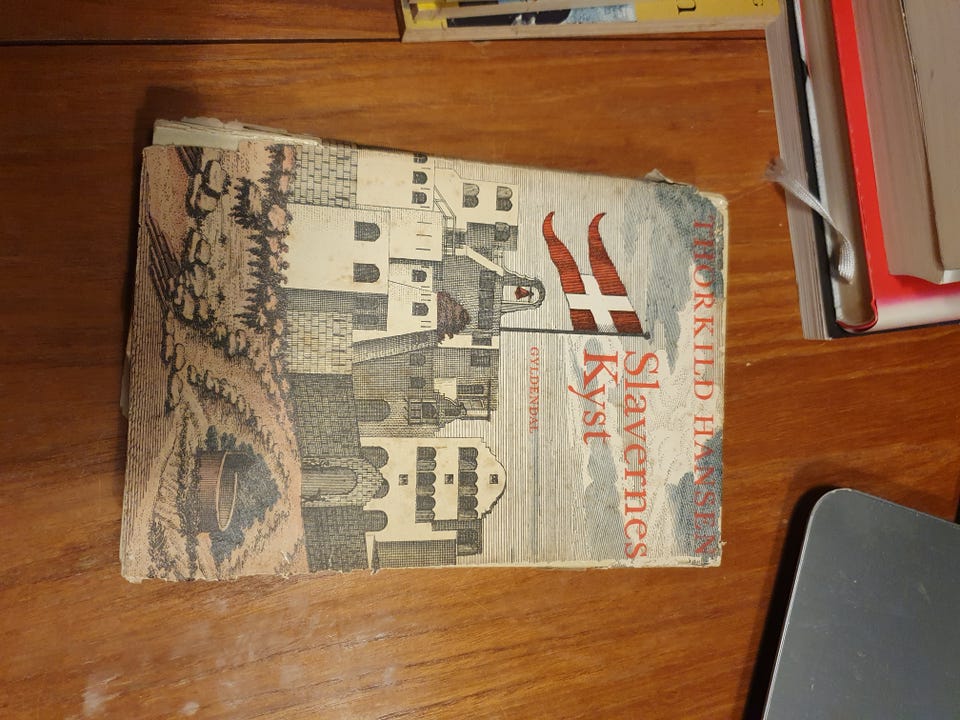 THORKILD HANSEN
Slavernes
Kyst
GYLDENDAL